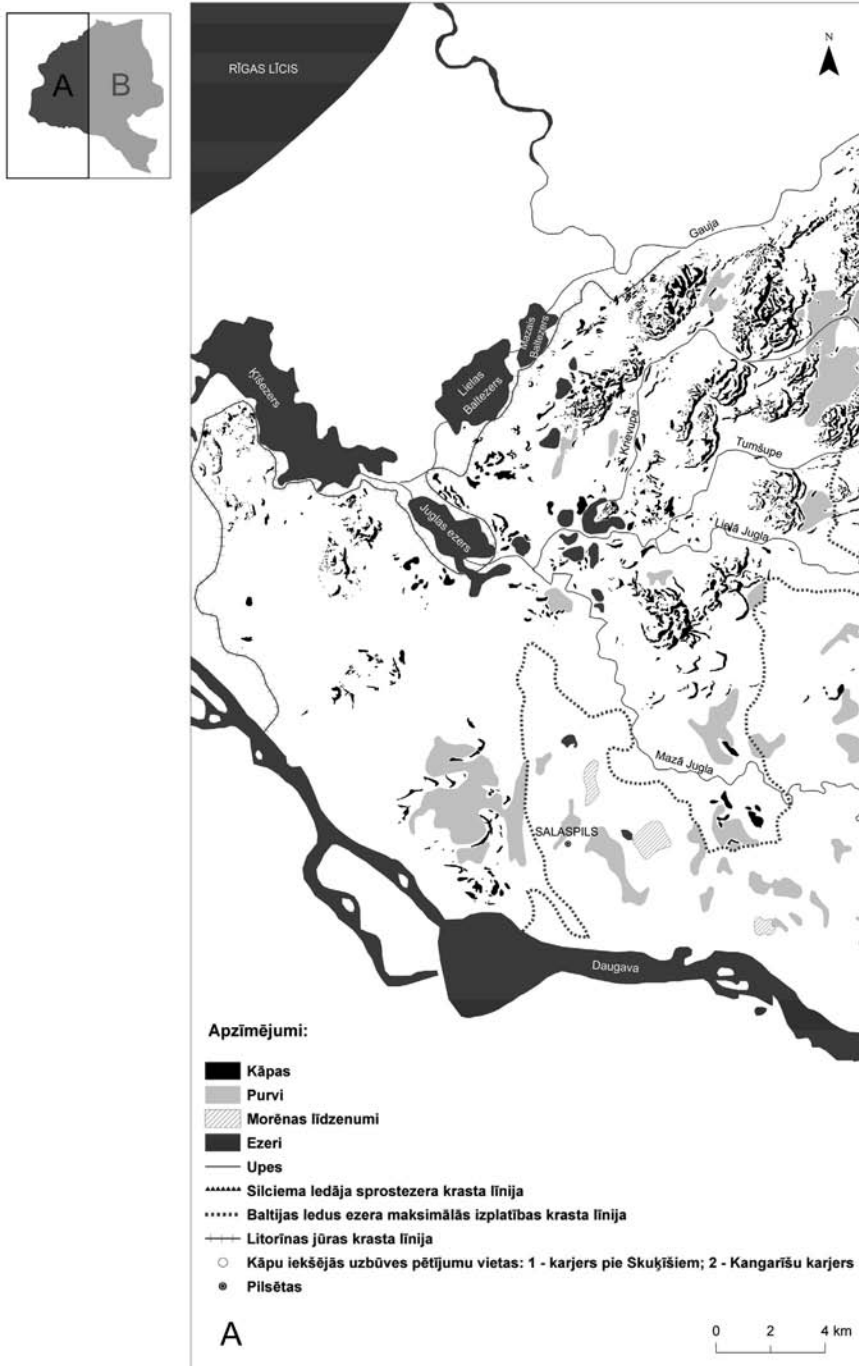 A B
RĪGAS LĪCIS
N
Gauja
Mazais
Baltezers
Lielas
Baltezers
Ķīšezers
Krievupe
Tumšupe
Juglas ezers
Lielā Jugla
Mazā Jugla
SALASPILS
Daugava
Apzīmējumi:
Kāpas
Purvi
Morēnas līdzenumi
Ezeri
Upes
Silciema ledāja sprostezera krasta līnija
Baltijas ledus ezera maksimālās izplatības krasta līnija
Litorīnas jūras krasta līnija
Kāpu iekšējās uzbūves pētījumu vietas: 1 - karjers pie Skuķīšiem; 2 - Kangarīšu karjers
Pilsētas
A
0 2 4 km